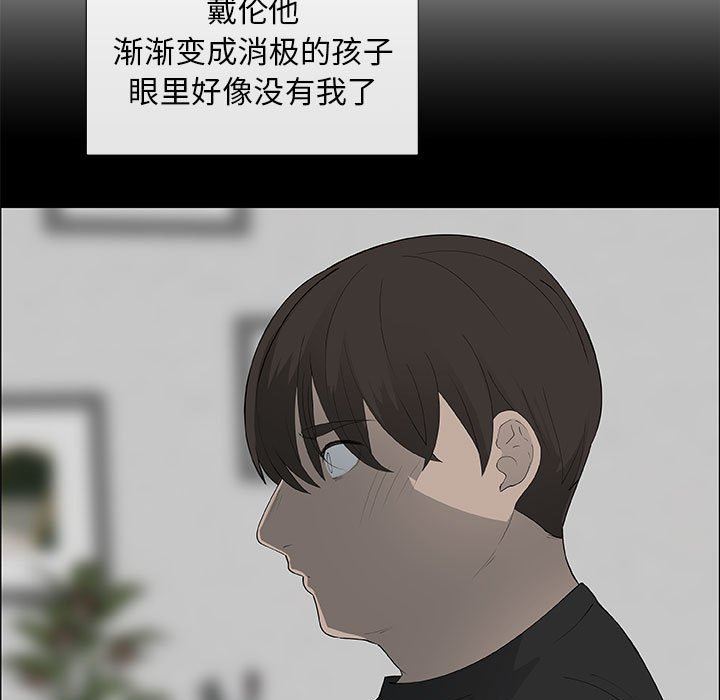 戴伦他
渐渐变成消极的孩子
眼里好像没有我了